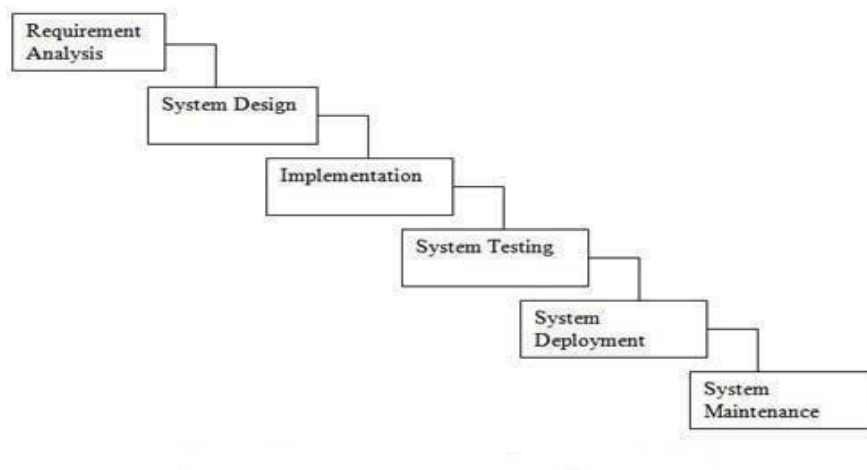 Requirement
Analysis
System Design
Implementation
System Testing
System
Deployment
System
Maintenance